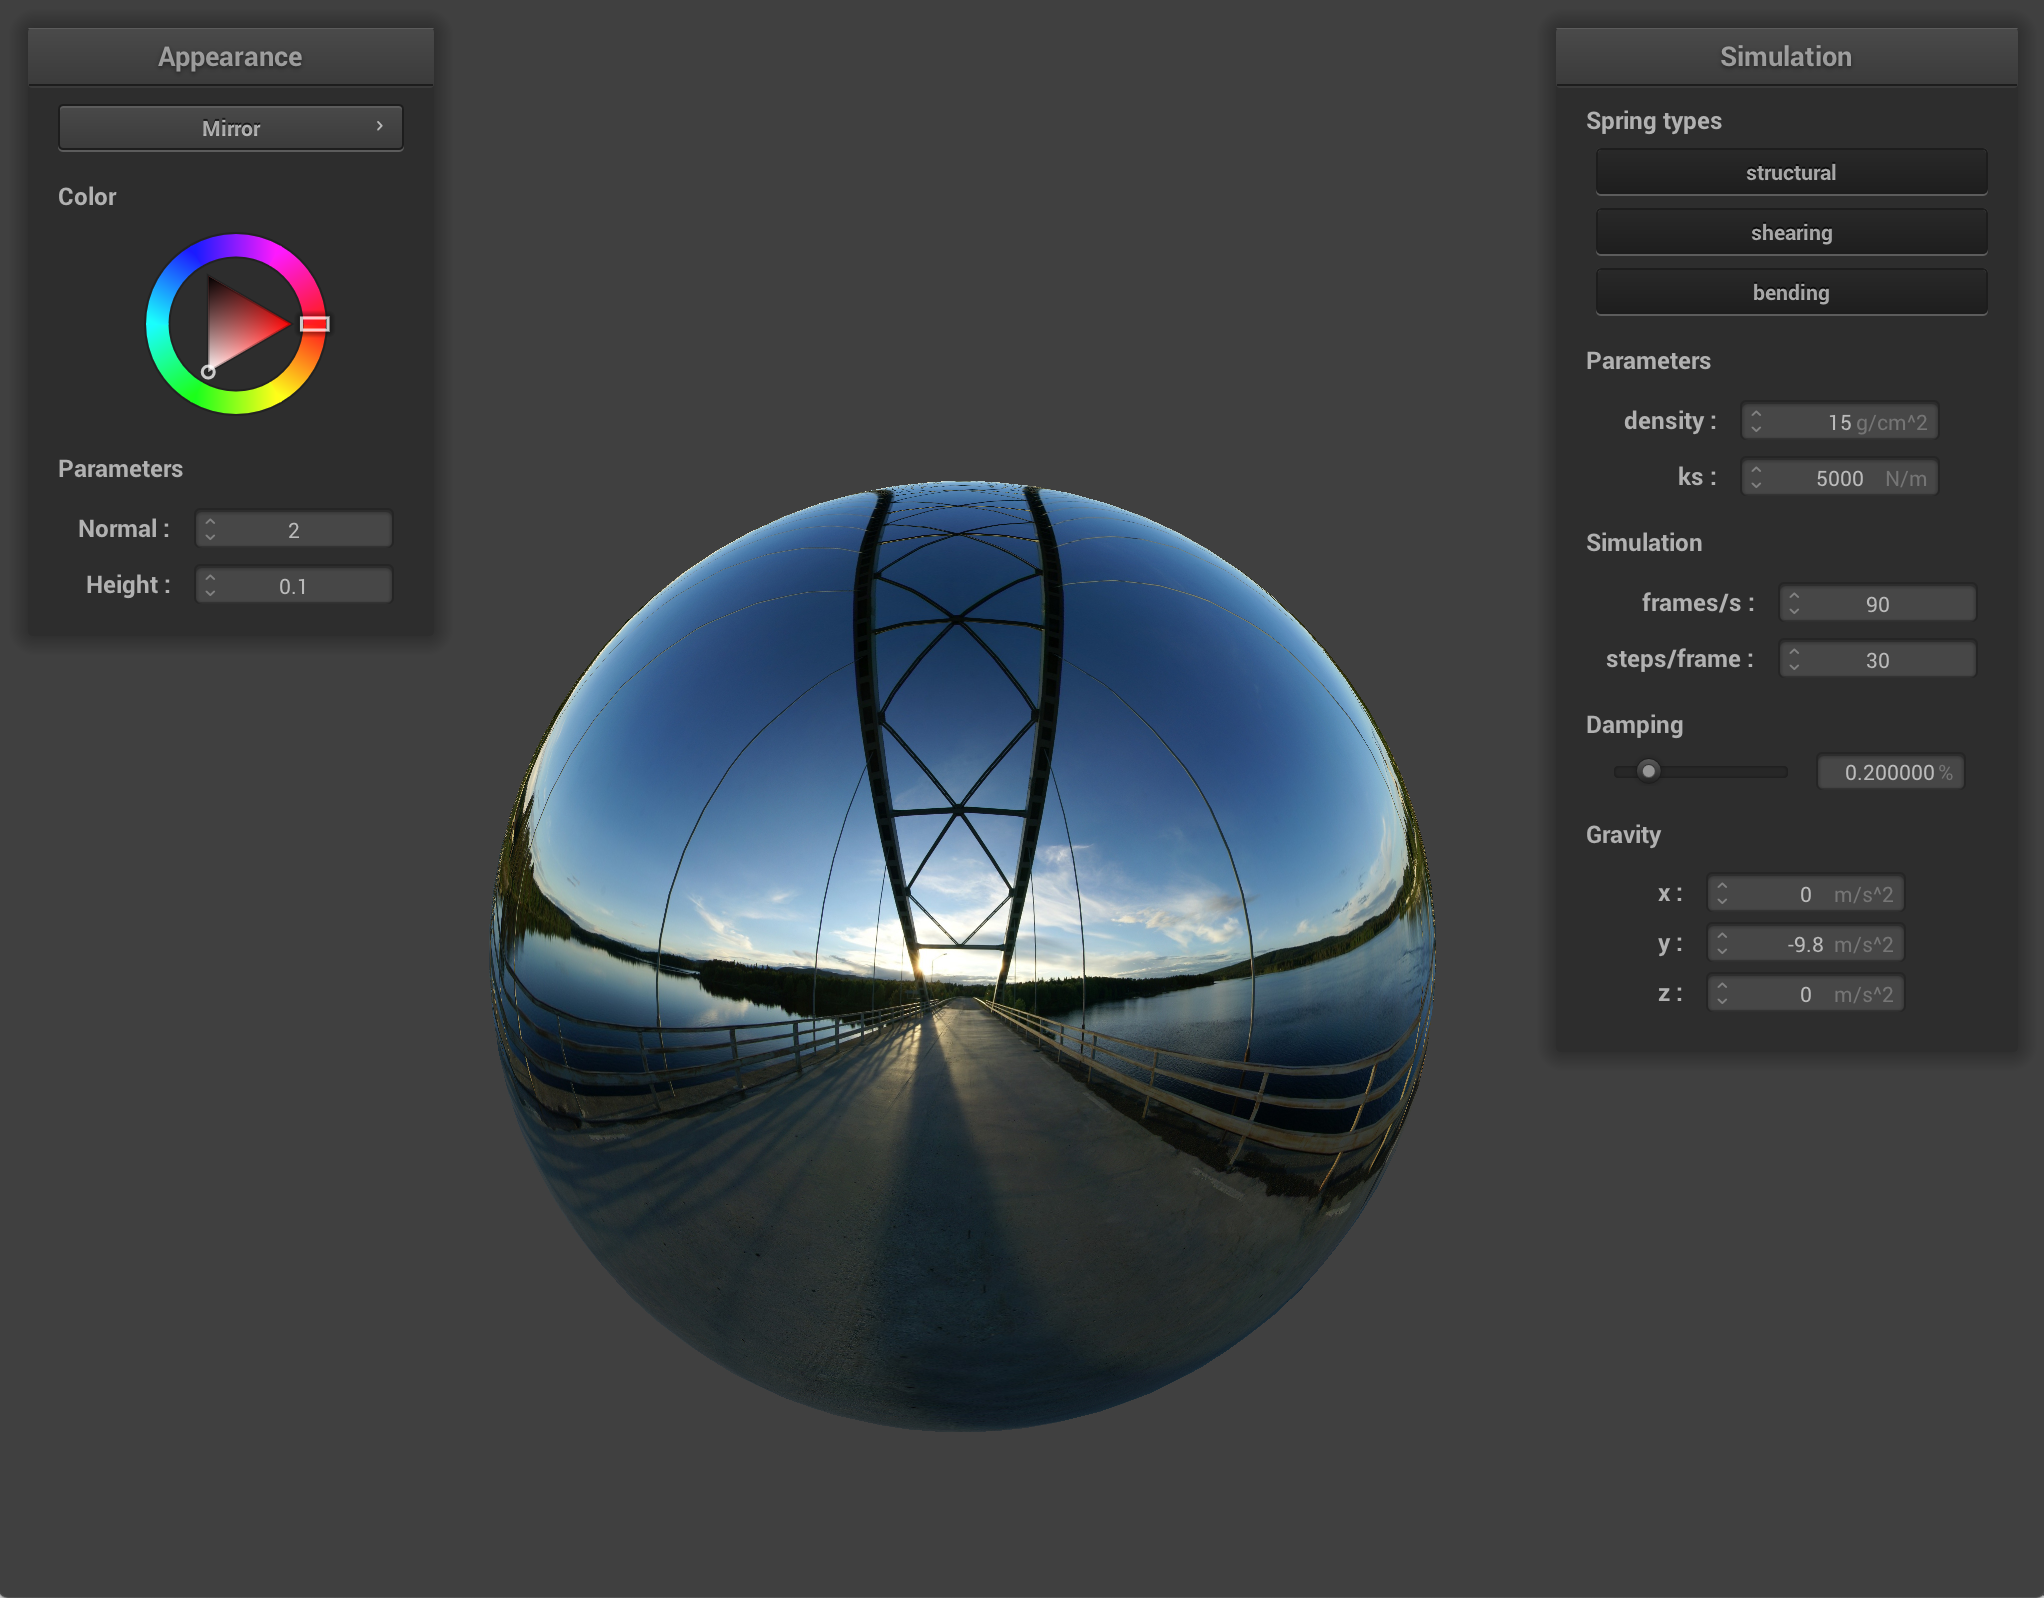 Appearance
Mirror
Color
Parameters
Normal : 2
Height : 0.1
Simulation
Spring types
structural
shearing
bending
Parameters
density : 15 g/cm^2
ks : 5000 N/m
Simulation
frames/s : 90
steps/frame : 30
Damping
0.200000 %
Gravity
x : 0 m/s^2
y : -9.8 m/s^2
z : 0 m/s^2